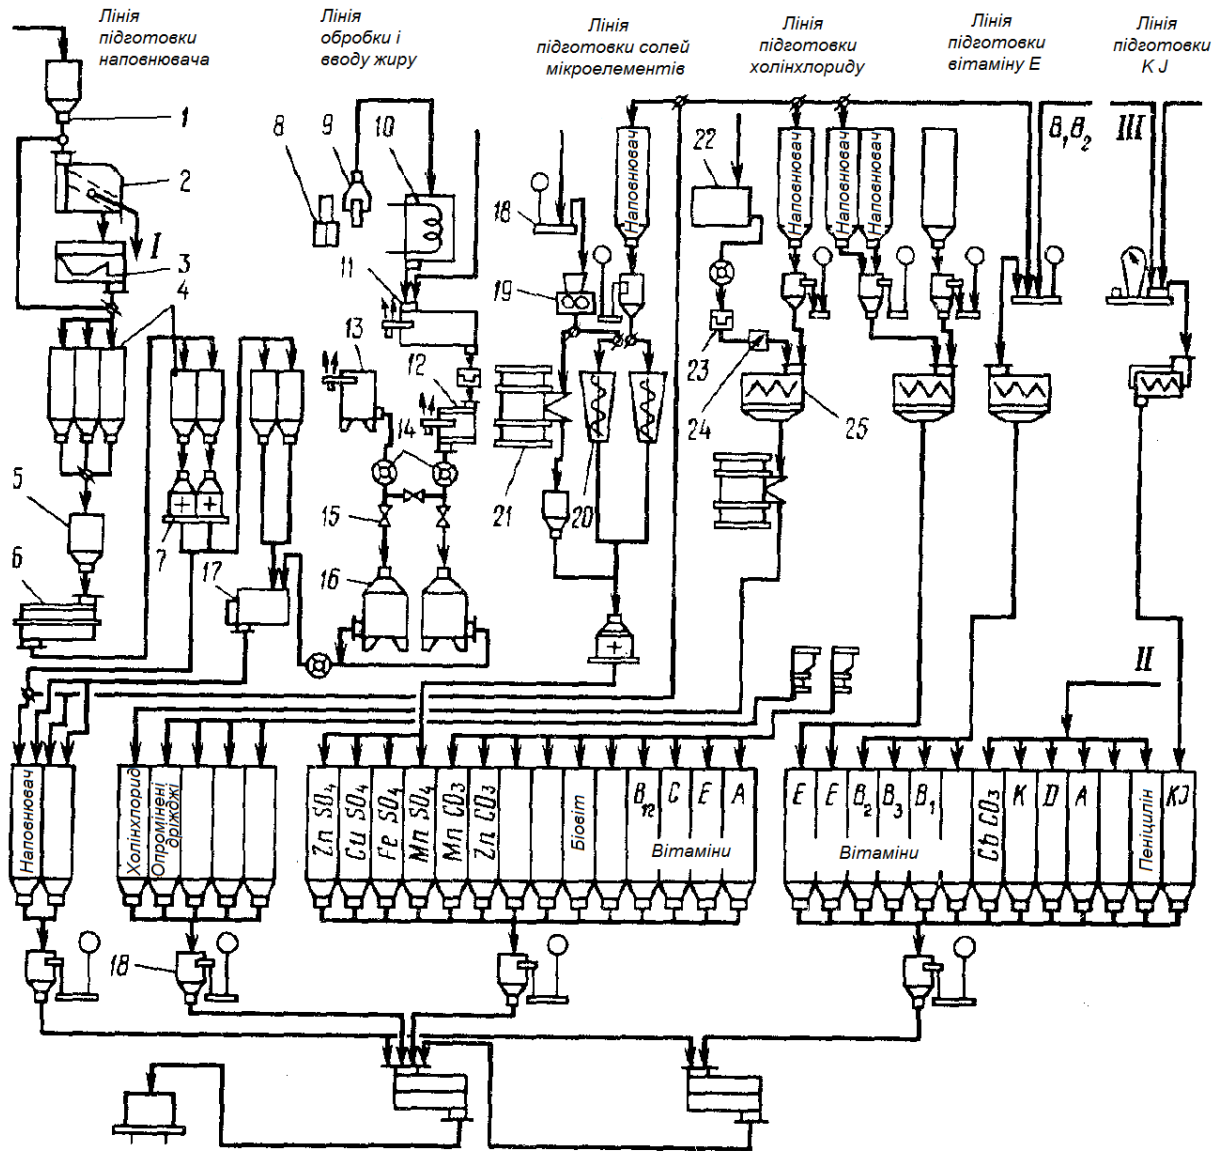 Лінія
підготовки
наповнювача
Лінія
обробки і
вводу жиру
Лінія
підготовки солей
мікроелементів
Лінія
підготовки
холінхлориду
Лінія
підготовки
вітаміну Е
Лінія
підготовки
K J
1
2
I
3
4
5
6
7
8
9
10
11
12
13
14
15
16
17
18
19
20
21
22
23
24
25
Наповнювач
Наповнювач
Наповнювач
Наповнювач
B₁B₂
III
II
Наповнювач
Холінхлорид
Опромінені
дріжджі
Zn SO₄
Cu SO₄
Fe SO₄
Mn SO₄
Mn CO₃
Zn CO₃
Біовіт
B₁₂
C
E
A
Вітаміни
E
E
B₂
B₃
B₁
Вітаміни
Cb CO₃
K
D
A
Пеніцилін
KJ
18